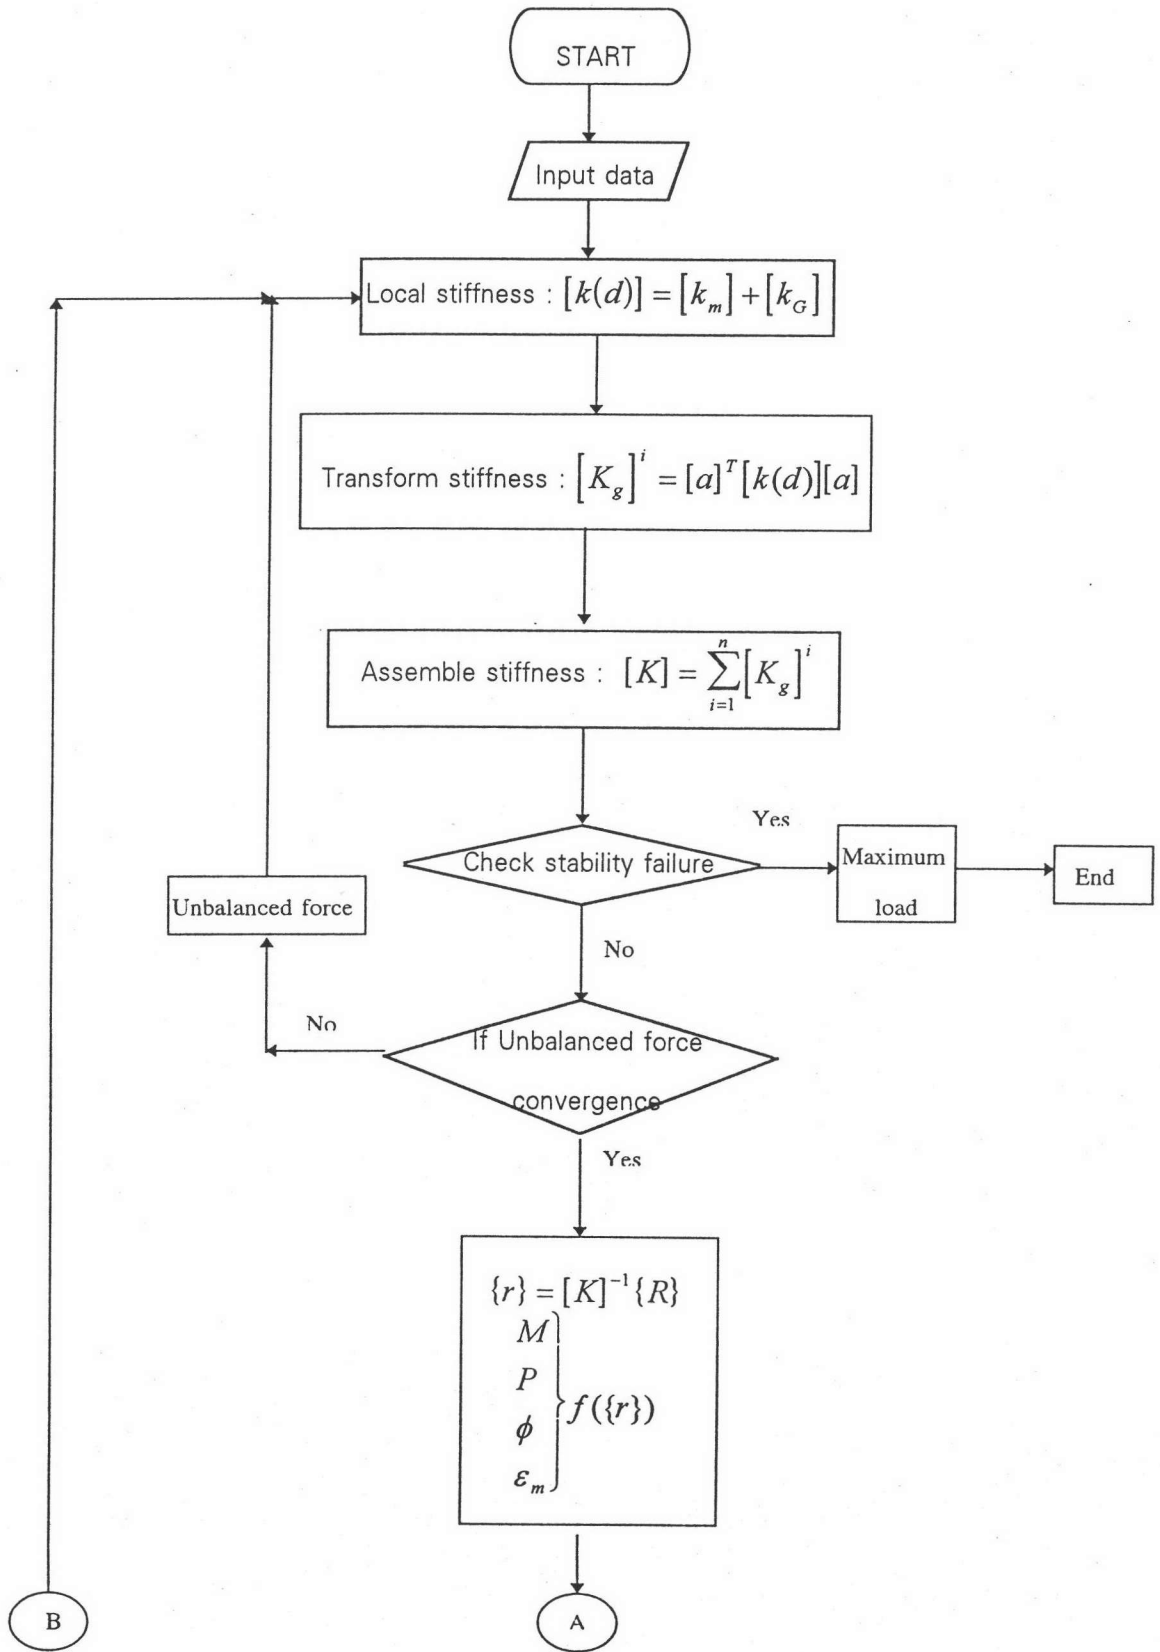 START
Input data
Local stiffness : [k(d)] = [k_m] + [k_G]
Transform stiffness : [K_g]^i = [a]^T [k(d)][a]
Assemble stiffness : [K] = \sum_{i=1}^{n} [K_g]^i
Yes
Check stability failure
Maximum
load
End
Unbalanced force
No
No
If Unbalanced force
convergence
Yes
{r} = [K]^{-1} {R}
M
P
f({r})
ϕ
ε_m
B
A